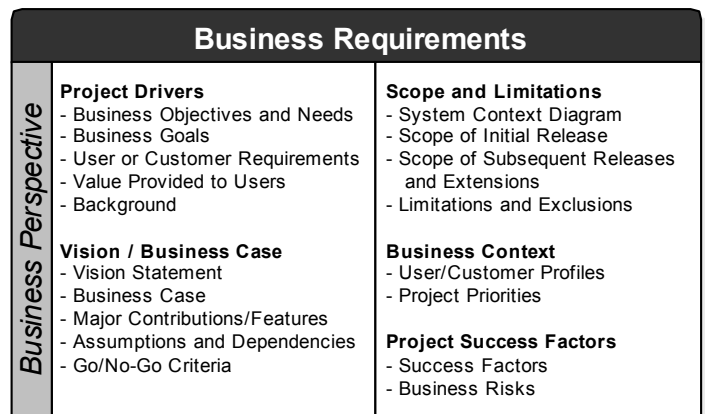 Business Requirements
Business Perspective
Project Drivers
- Business Objectives and Needs
- Business Goals
- User or Customer Requirements
- Value Provided to Users
- Background
Vision / Business Case
- Vision Statement
- Business Case
- Major Contributions/Features
- Assumptions and Dependencies
- Go/No-Go Criteria
Scope and Limitations
- System Context Diagram
- Scope of Initial Release
- Scope of Subsequent Releases
and Extensions
- Limitations and Exclusions
Business Context
- User/Customer Profiles
- Project Priorities
Project Success Factors
- Success Factors
- Business Risks